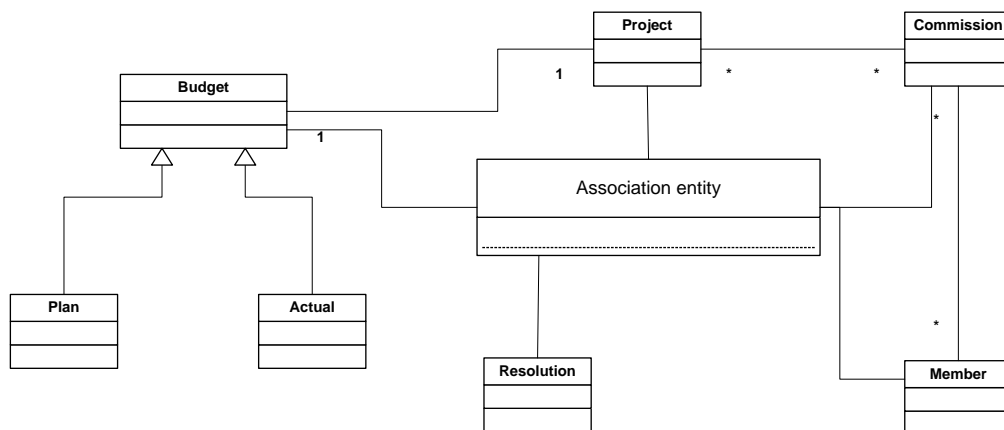 Project
Commission
1
*
*
Budget
*
1
Association entity
Plan
Actual
*
Resolution
Member